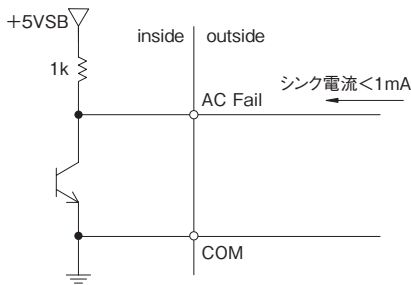 +5VSB
inside
outside
1k
AC Fail
シンク電流<1mA
COM